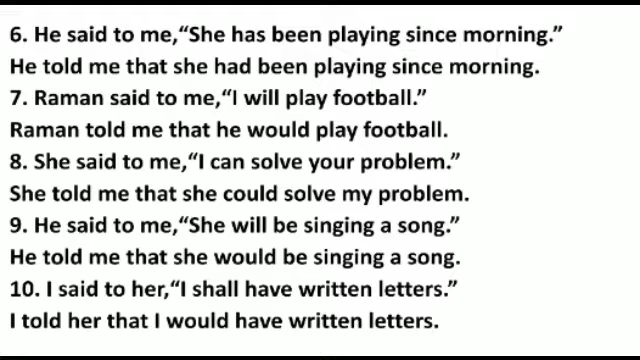 6. He said to me,“She has been playing since morning.”
He told me that she had been playing since morning.
7. Raman said to me,“I will play football.”
Raman told me that he would play football.
8. She said to me,“I can solve your problem.”
She told me that she could solve my problem.
9. He said to me,“She will be singing a song.”
He told me that she would be singing a song.
10. I said to her,“I shall have written letters.”
I told her that I would have written letters.